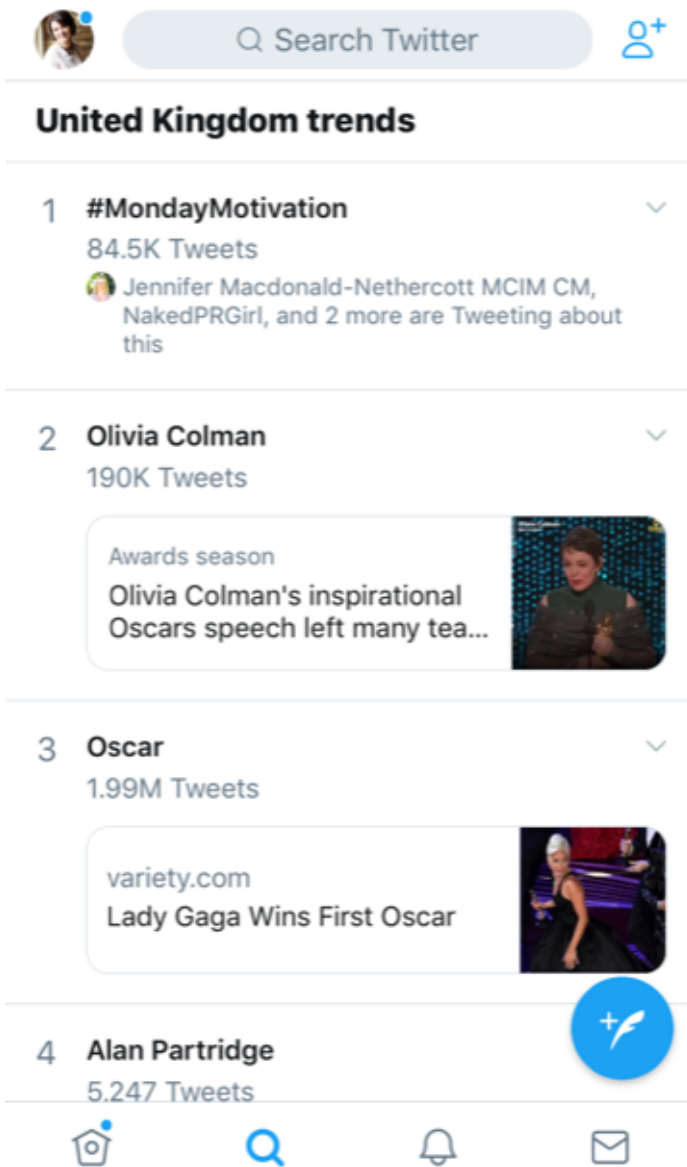 Search Twitter
United Kingdom trends
1 #MondayMotivation
84.5K Tweets
Jennifer Macdonald-Nethercott MCIM CM,
NakedPRGirl, and 2 more are Tweeting about
this
2 Olivia Colman
190K Tweets
Awards season
Olivia Colman's inspirational
Oscars speech left many tea...
3 Oscar
1.99M Tweets
variety.com
Lady Gaga Wins First Oscar
4 Alan Partridge
5,247 Tweets